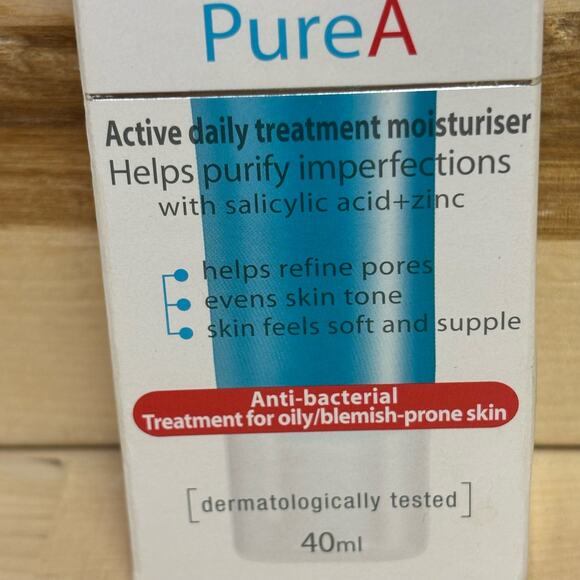 PureA
Active daily treatment moisturiser
Helps purify imperfections
with salicylic acid+zinc
helps refine pores
evens skin tone
skin feels soft and supple
Anti-bacterial
Treatment for oily/blemish-prone skin
[dermatologically tested]
40ml